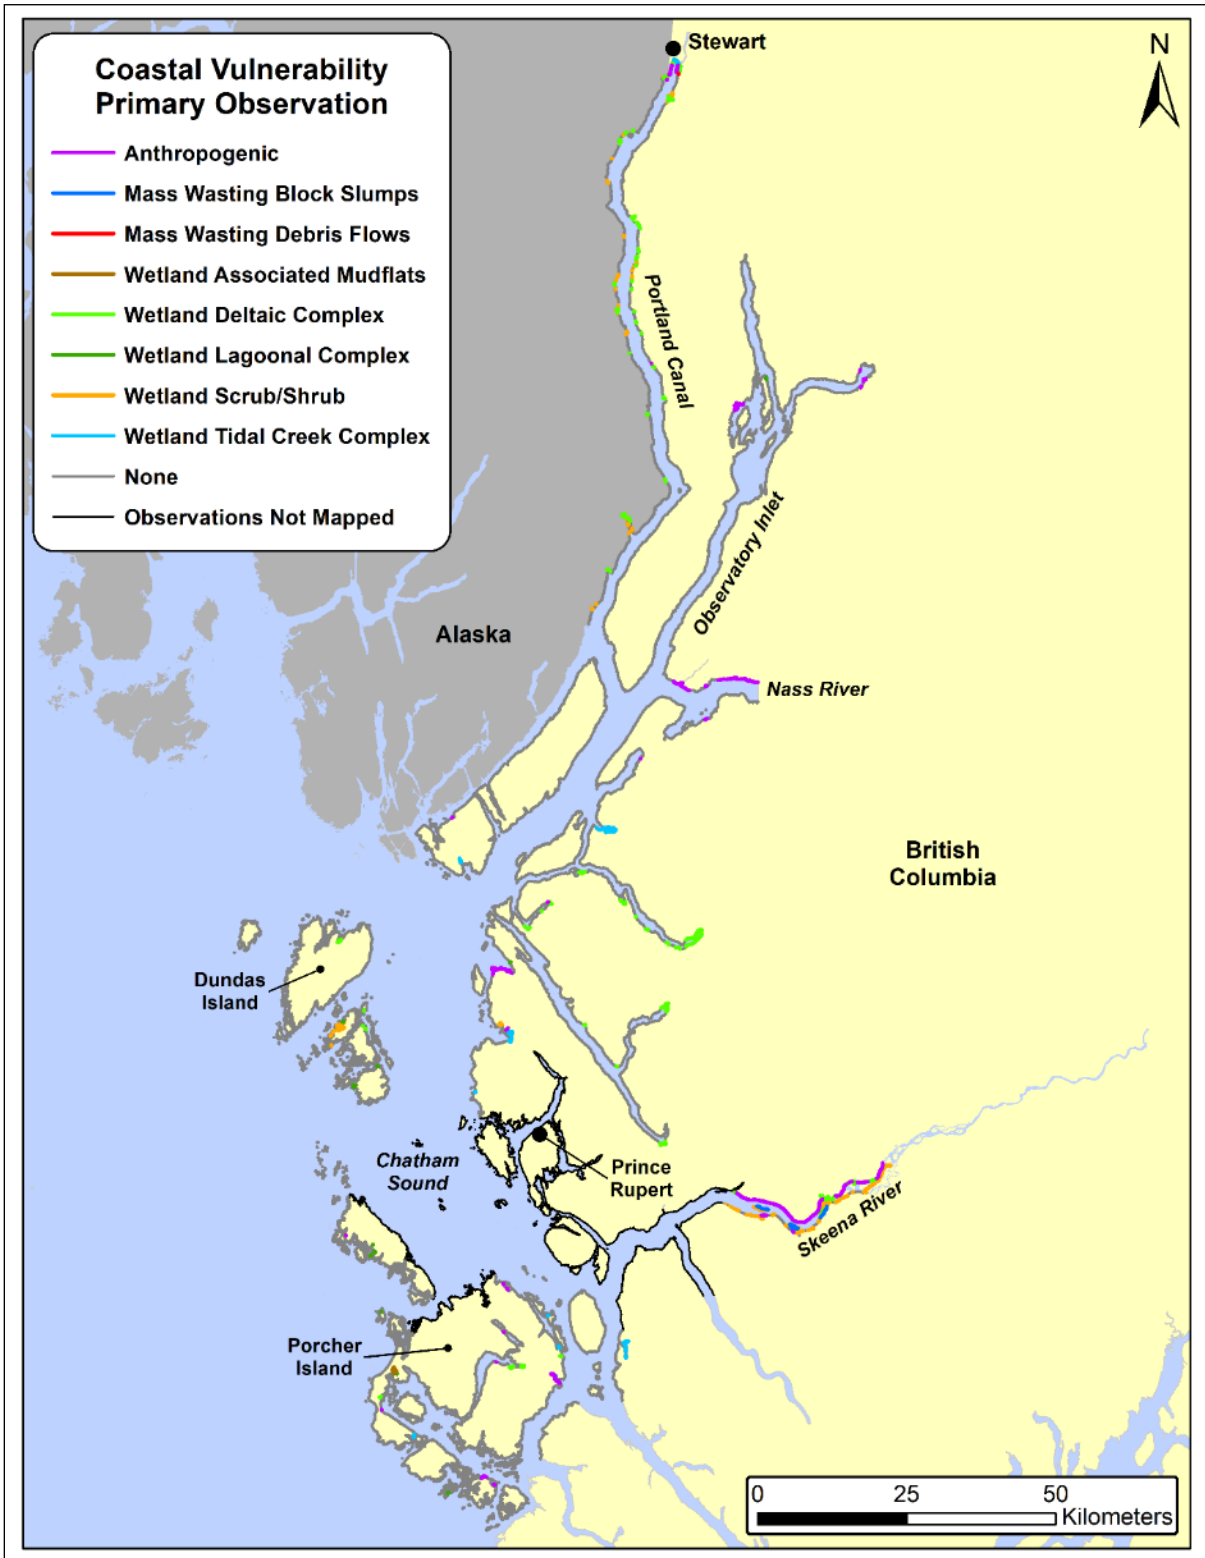 Coastal Vulnerability
Primary Observation
Anthropogenic
Mass Wasting Block Slumps
Mass Wasting Debris Flows
Wetland Associated Mudflats
Wetland Deltaic Complex
Wetland Lagoonal Complex
Wetland Scrub/Shrub
Wetland Tidal Creek Complex
None
Observations Not Mapped
Stewart
N
Portland Canal
Observatory Inlet
Alaska
Nass River
British
Columbia
Dundas
Island
Chatham
Sound
Prince
Rupert
Skeena River
Porcher
Island
0 25 50
Kilometers